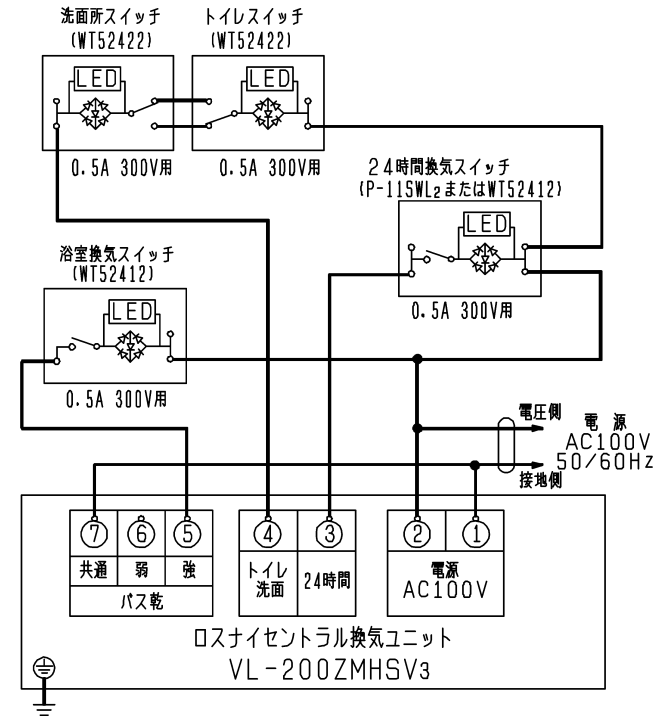 洗面所スイッチ
(WT52422)
トイレスイッチ
(WT52422)
LED
LED
0.5A 300V用
0.5A 300V用
24時間換気スイッチ
(P-11SWL2またはWT52412)
LED
0.5A 300V用
浴室換気スイッチ
(WT52412)
LED
0.5A 300V用
電圧側
電 源
AC100V
50/60Hz
接地側
7
6
5
4
3
2
1
共通
弱
強
バス乾
トイレ
洗面
24時間
電源
AC100V
ロスナイセントラル換気ユニット
VL-200ZMHSV3